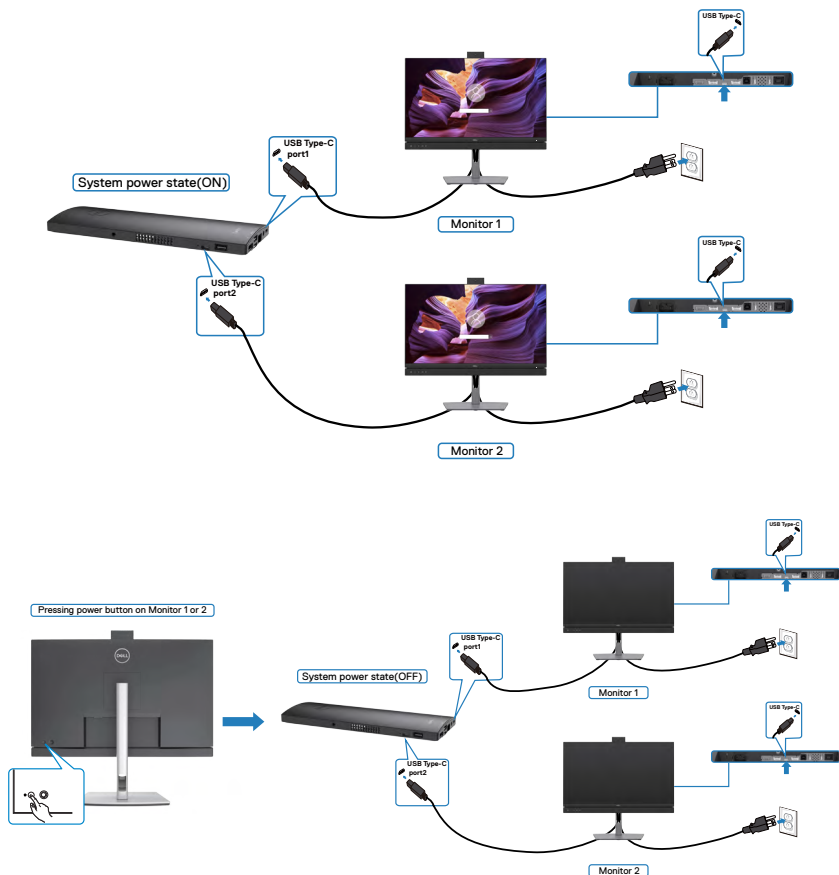 USB Type-C
USB Type-C
port1
System power state(ON)
Monitor 1
USB Type-C
USB Type-C
port2
Monitor 2
USB Type-C
Pressing power button on Monitor 1 or 2
DELL
USB Type-C
port1
System power state(OFF)
Monitor 1
USB Type-C
USB Type-C
port2
Monitor 2